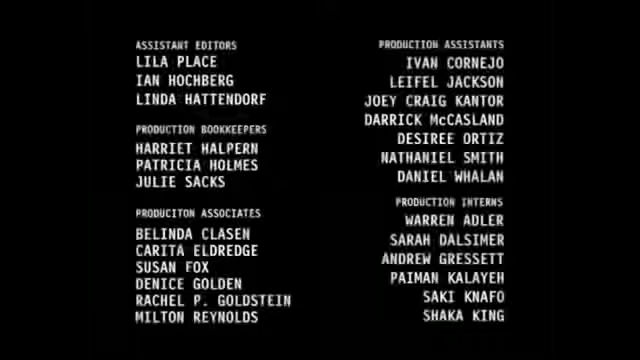 ASSISTANT EDITORS
LILA PLACE
IAN HOCHBERG
LINDA HATTENDORF
PRODUCTION BOOKKEEPERS
HARRIET HALPERN
PATRICIA HOLMES
JULIE SACKS
PRODUCITON ASSOCIATES
BELINDA CLASEN
CARITA ELDREDGE
SUSAN FOX
DENICE GOLDEN
RACHEL P. GOLDSTEIN
MILTON REYNOLDS
PRODUCTION ASSISTANTS
IVAN CORNEJO
LEIFEL JACKSON
JOEY CRAIG KANTOR
DARRICK McCASLAND
DESIREE ORTIZ
NATHANIEL SMITH
DANIEL WHALAN
PRODUCTION INTERNS
WARREN ADLER
SARAH DALSIMER
ANDREW GRESSETT
PAIMAN KALAYEH
SAKI KNAFO
SHAKA KING